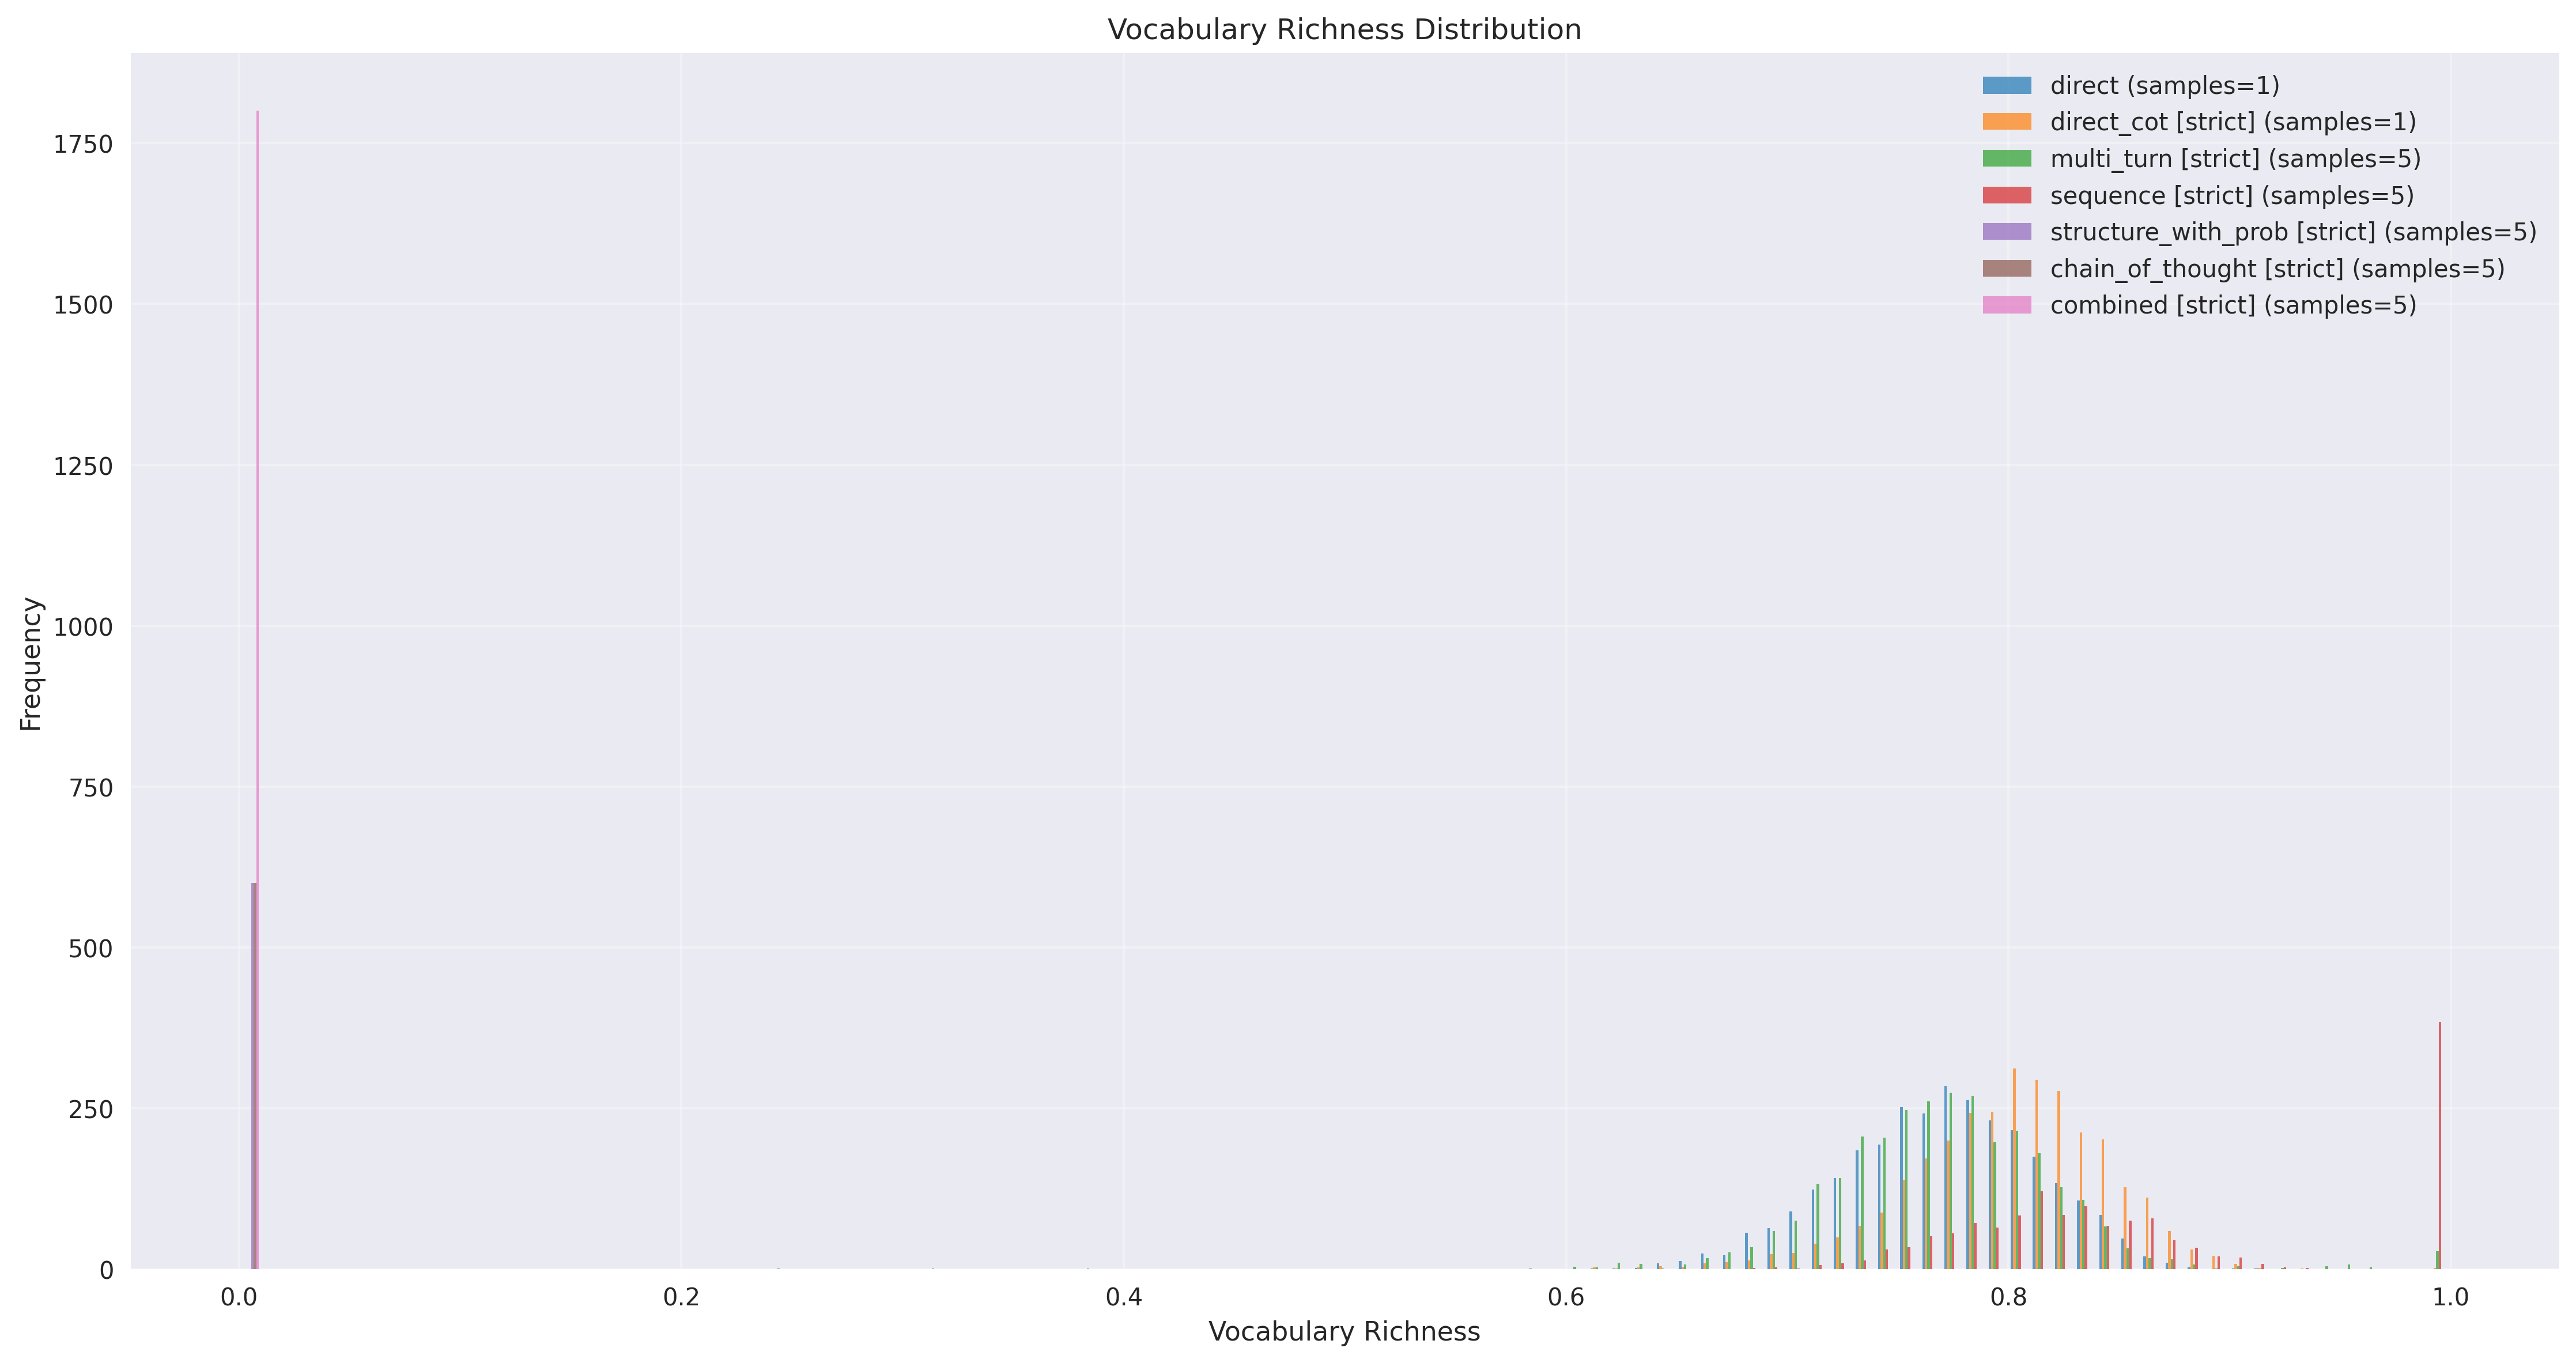 Vocabulary Richness Distribution
direct (samples=1)
direct_cot [strict] (samples=1)
multi_turn [strict] (samples=5)
sequence [strict] (samples=5)
structure_with_prob [strict] (samples=5)
chain_of_thought [strict] (samples=5)
combined [strict] (samples=5)
Frequency
1750
1500
1250
1000
750
500
250
0
0.0 0.2 0.4 0.6 0.8 1.0
Vocabulary Richness